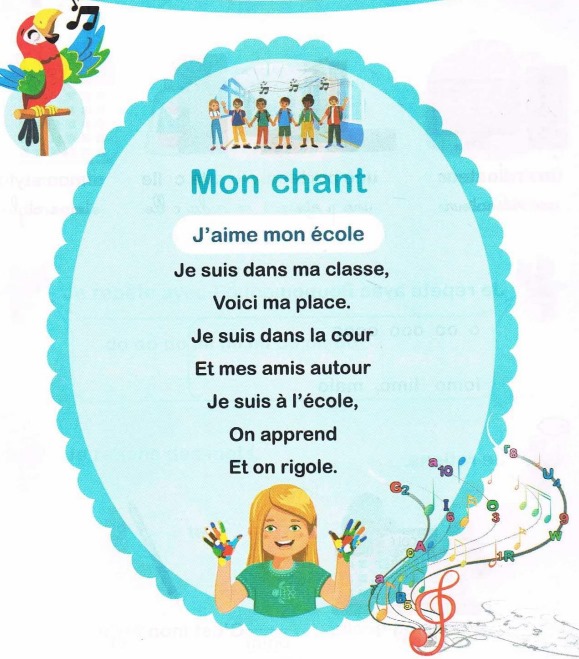 Mon chant
J'aime mon école
Je suis dans ma classe,
Voici ma place.
Je suis dans la cour
Et mes amis autour
Je suis à l'école,
On apprend
Et on rigole.